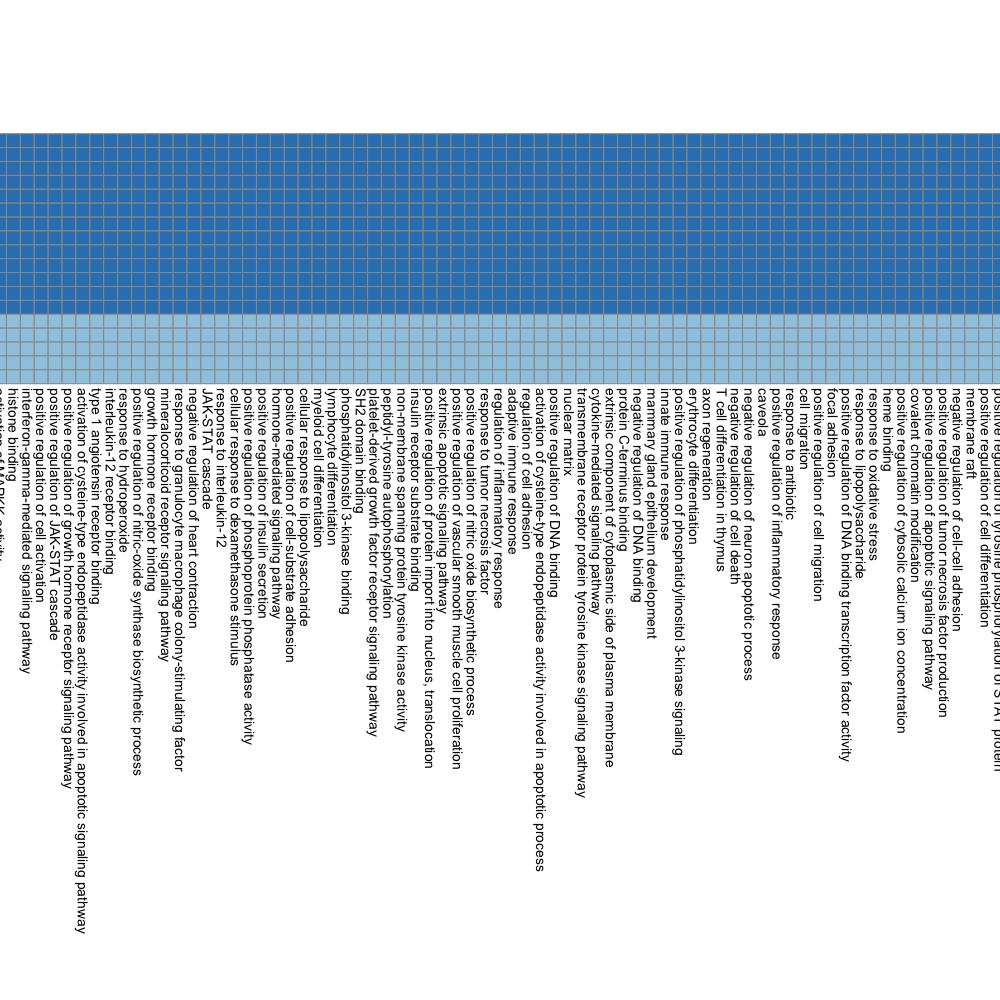 activation of MAPKK activity
histone binding
interferon-gamma-mediated signaling pathway
positive regulation of cell activation
positive regulation of JAK-STAT cascade
positive regulation of growth hormone receptor signaling pathway
activation of cysteine-type endopeptidase activity involved in apoptotic signaling pathway
type 1 angiotensin receptor binding
interleukin-12 receptor binding
response to hydroperoxide
positive regulation of nitric-oxide synthase biosynthetic process
growth hormone receptor binding
mineralocorticoid receptor signaling pathway
response to granulocyte macrophage colony-stimulating factor
negative regulation of heart contraction
JAK-STAT cascade
response to interleukin-12
cellular response to dexamethasone stimulus
positive regulation of phosphoprotein phosphatase activity
positive regulation of insulin secretion
hormone-mediated signaling pathway
positive regulation of cell-substrate adhesion
cellular response to lipopolysaccharide
myeloid cell differentiation
lymphocyte differentiation
phosphatidylinositol 3-kinase binding
SH2 domain binding
platelet-derived growth factor receptor signaling pathway
peptidyl-tyrosine autophosphorylation
non-membrane spanning protein tyrosine kinase activity
insulin receptor substrate binding
positive regulation of protein import into nucleus, translocation
extrinsic apoptotic signaling pathway
positive regulation of vascular smooth muscle cell proliferation
positive regulation of nitric oxide biosynthetic process
response to tumor necrosis factor
regulation of inflammatory response
adaptive immune response
regulation of cell adhesion
activation of cysteine-type endopeptidase activity involved in apoptotic process
positive regulation of DNA binding
nuclear matrix
transmembrane receptor protein tyrosine kinase signaling pathway
cytokine-mediated signaling pathway
extrinsic component of cytoplasmic side of plasma membrane
protein C-terminus binding
negative regulation of DNA binding
mammary gland epithelium development
innate immune response
positive regulation of phosphatidylinositol 3-kinase signaling
erythrocyte differentiation
axon regeneration
T cell differentiation in thymus
negative regulation of cell death
negative regulation of neuron apoptotic process
caveola
positive regulation of inflammatory response
response to antibiotic
cell migration
positive regulation of cell migration
focal adhesion
positive regulation of DNA binding transcription factor activity
response to lipopolysaccharide
response to oxidative stress
heme binding
positive regulation of cytosolic calcium ion concentration
covalent chromatin modification
positive regulation of apoptotic signaling pathway
positive regulation of tumor necrosis factor production
negative regulation of cell-cell adhesion
membrane raft
positive regulation of cell differentiation
positive regulation of tyrosine phosphorylation of STAT protein